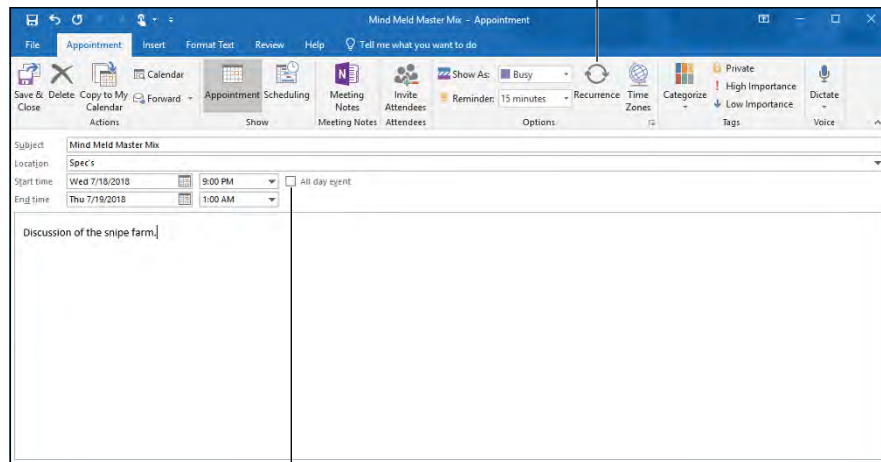 Mind Meld Master Mix - Appointment
File Appointment Insert Format Text Review Help Tell me what you want to do
Save & Close
Delete
Copy to My Calendar
Calendar
Forward
Actions
Appointment
Scheduling
Show
Meeting Notes
Meeting Notes
Invite Attendees
Attendees
Show As: Busy
Reminder: 15 minutes
Recurrence
Time Zones
Options
Categorize
Private
High Importance
Low Importance
Tags
Dictate
Voice
Subject Mind Meld Master Mix
Location Spec's
Start time Wed 7/18/2018 9:00 PM All day event
End time Thu 7/19/2018 1:00 AM
Discussion of the snipe farm.